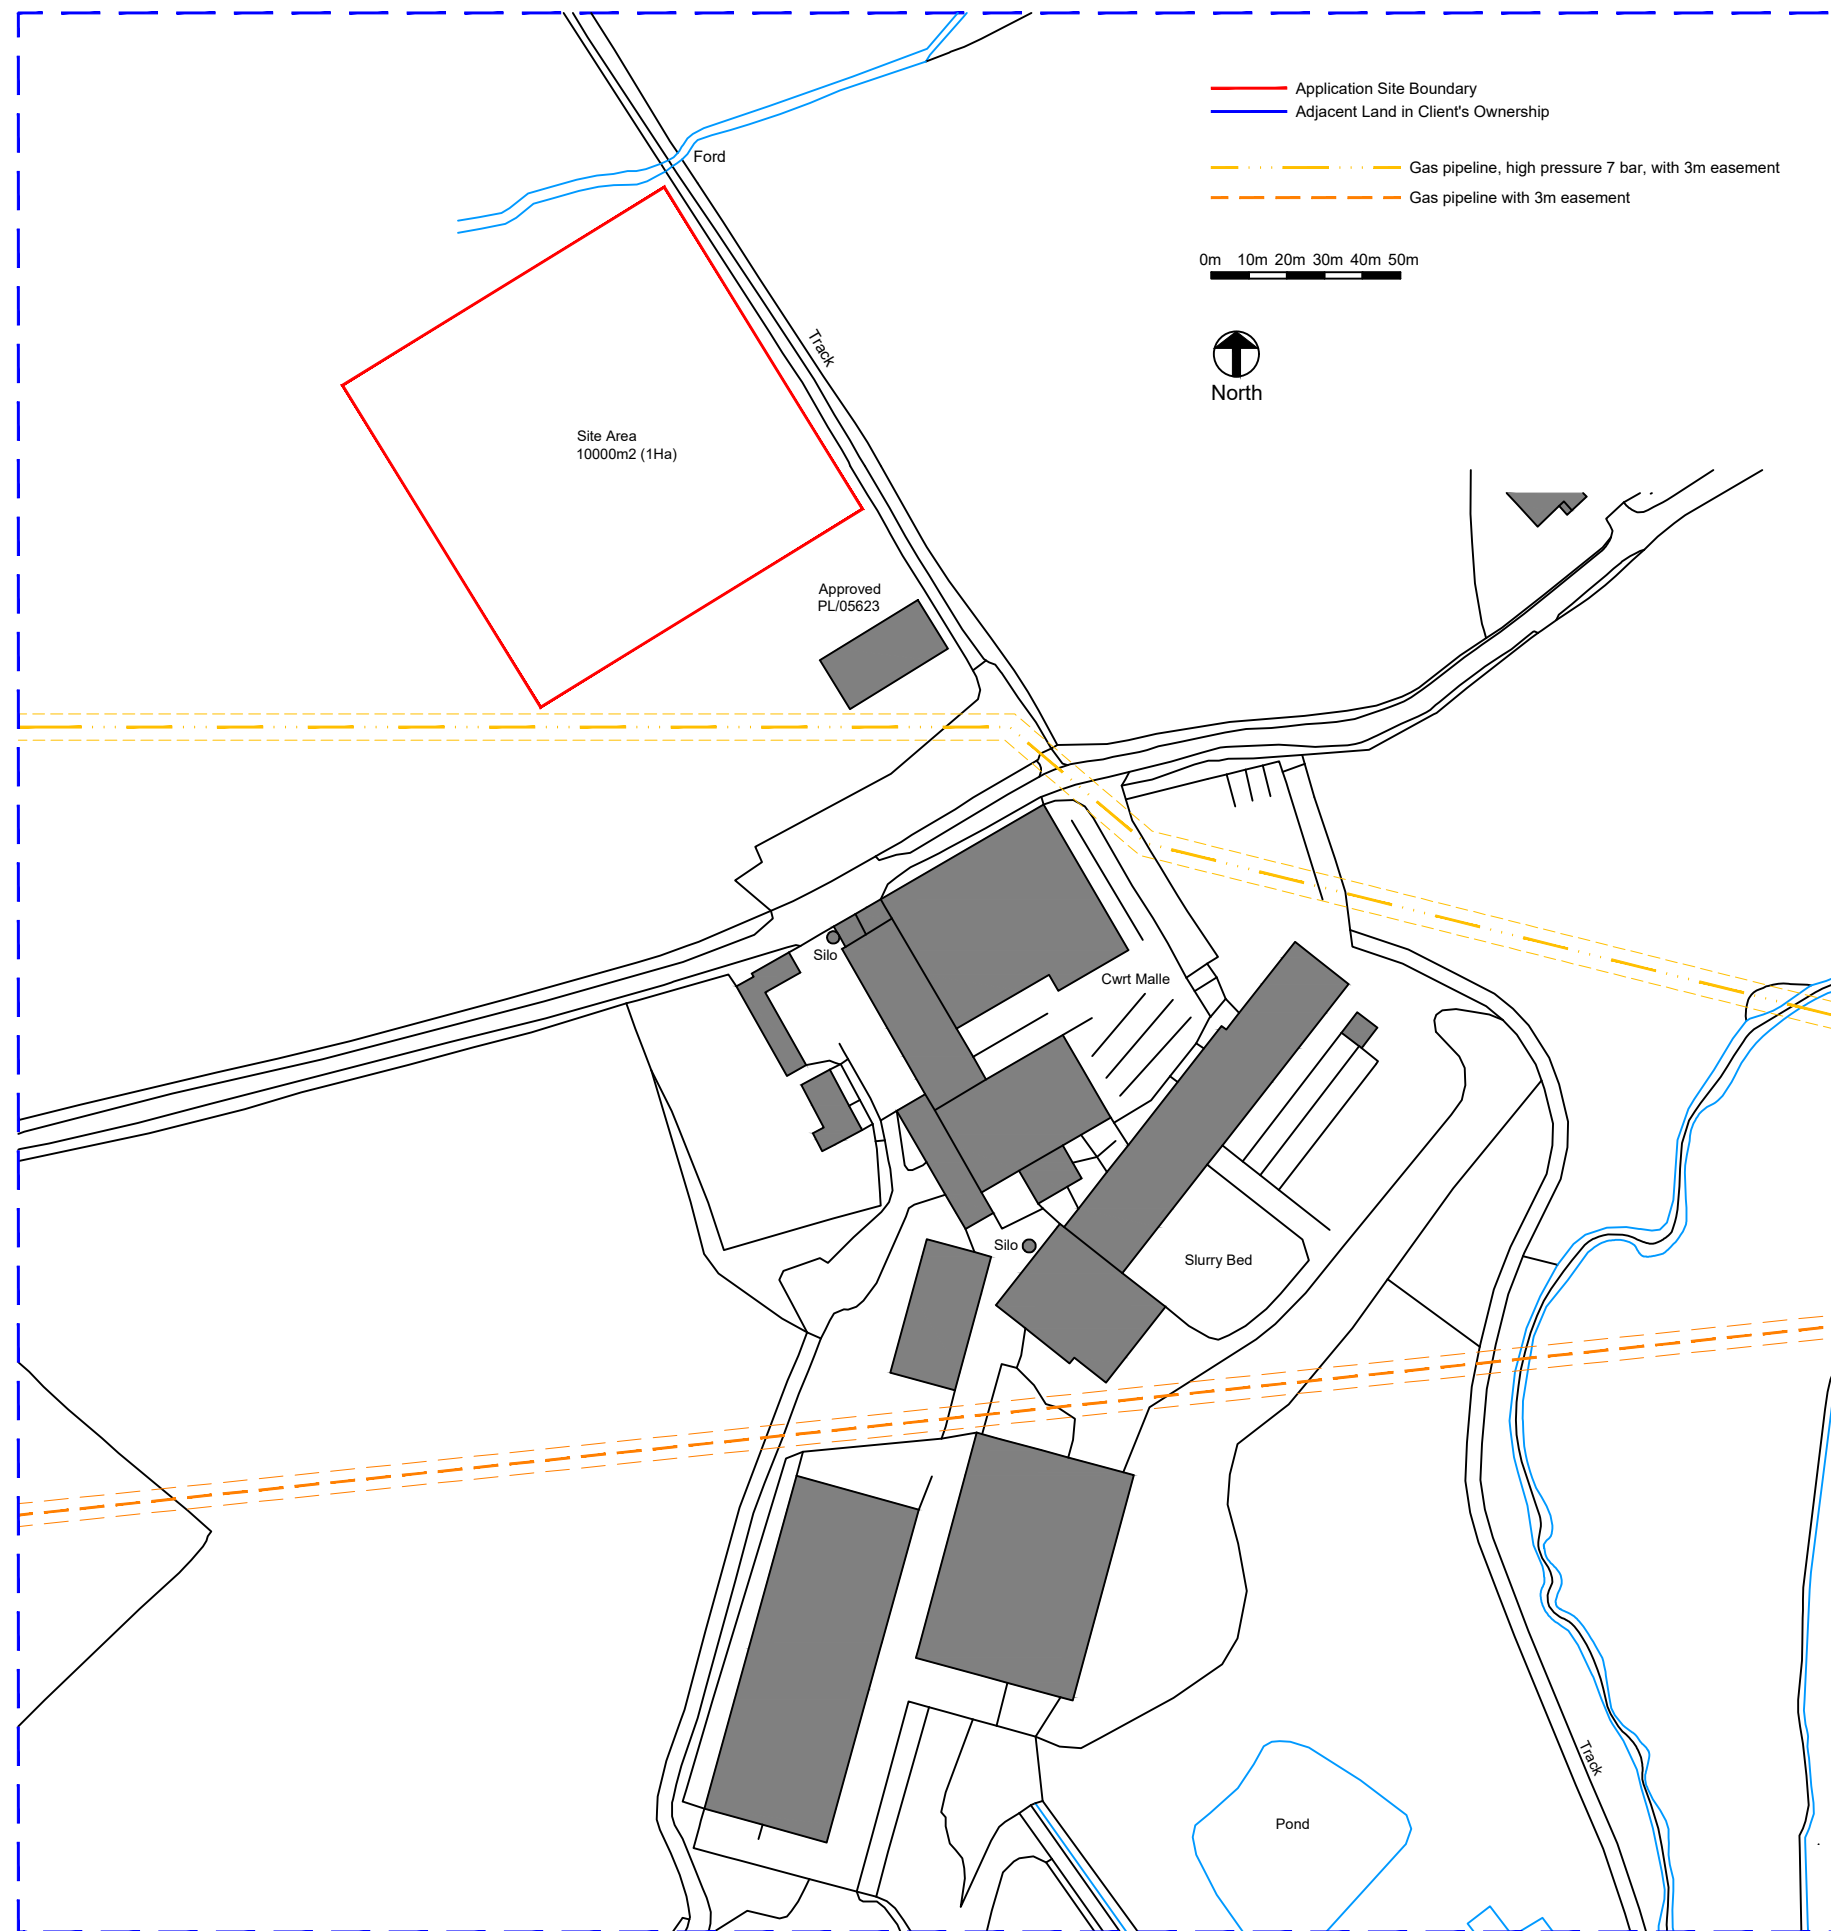 Application Site Boundary
Adjacent Land in Client's Ownership
Ford
Gas pipeline, high pressure 7 bar, with 3m easement
Gas pipeline with 3m easement
0m 10m 20m 30m 40m 50m
North
Track
Site Area
10000m2 (1Ha)
Approved
PL/05623
Silo
Cwrt Malle
Silo
Slurry Bed
Track
Pond